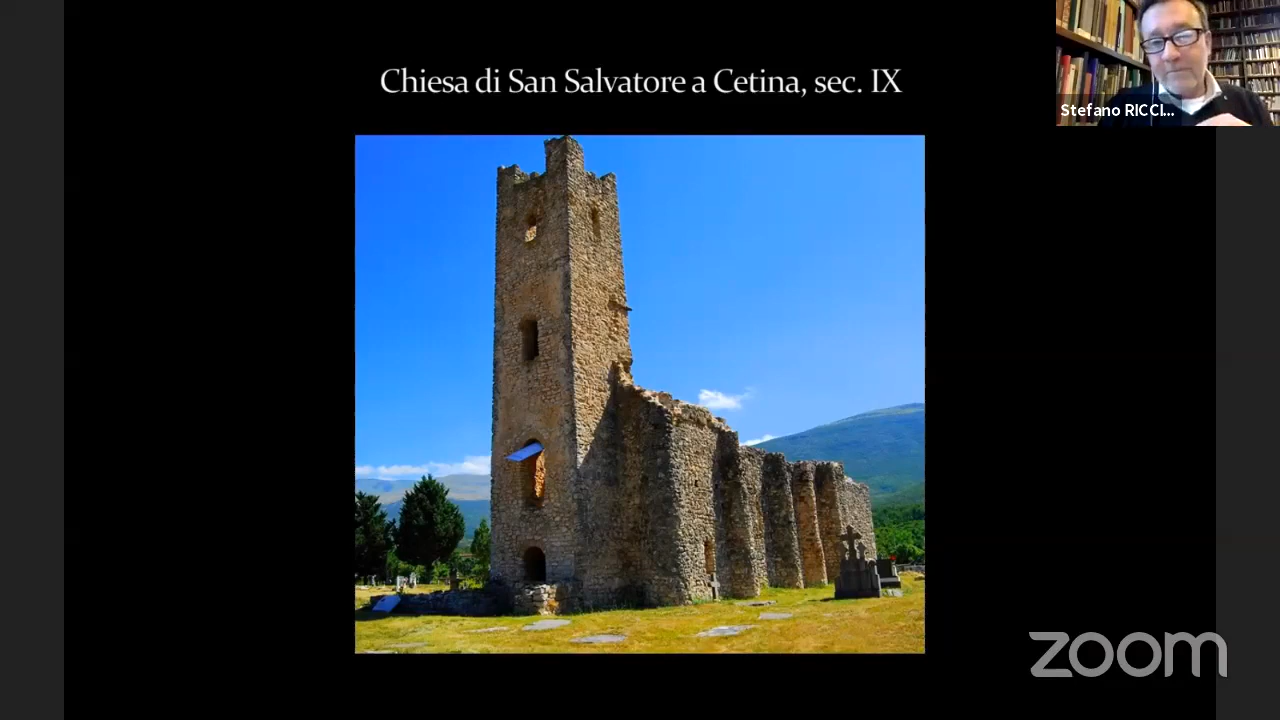 Chiesa di San Salvatore a Cetina, sec. IX
Stefano RICCI...
zoom